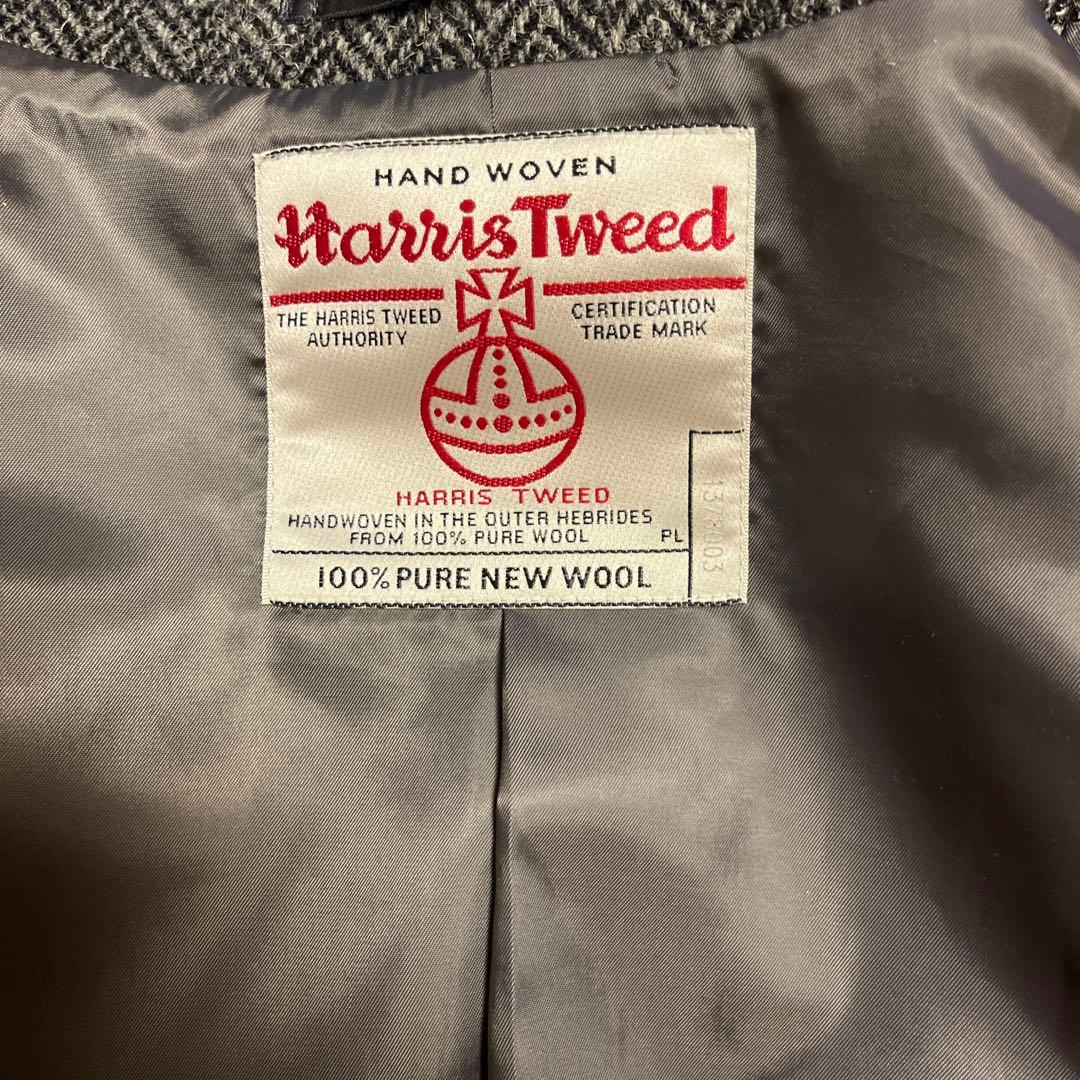 HAND WOVEN
Harris Tweed
THE HARRIS TWEED
AUTHORITY
CERTIFICATION
TRADE MARK
HARRIS TWEED
HANDWOVEN IN THE OUTER HEBRIDES
FROM 100% PURE WOOL
PL
100% PURE NEW WOOL